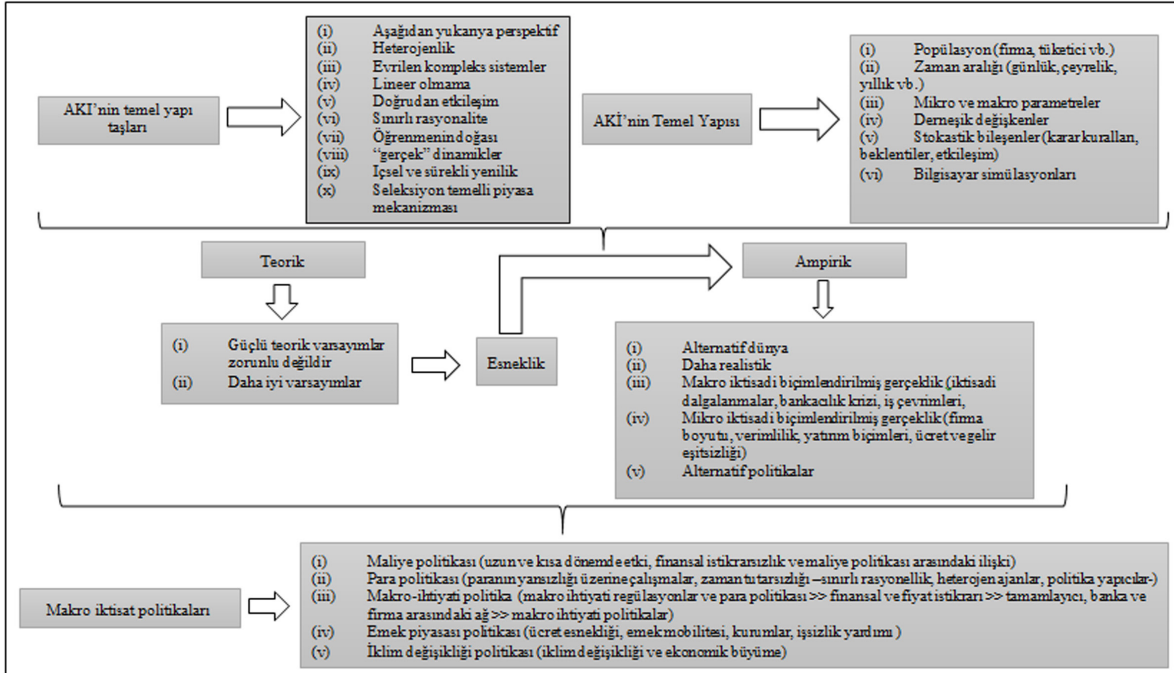 AKI'nin temel yapı
taşları
(i) Aşağıdan yukarıya perspektif
(ii) Heterojenlik
(iii) Evrilen kompleks sistemler
(iv) Lineer olmama
(v) Doğrudan etkileşim
(vi) Sınırlı rasyonalite
(vii) Öğrenmenin doğası
(viii) “gerçek” dinamikler
(ix) Içsel ve sürekli yenilik
(x) Seleksiyon temelli piyasa
mekanizması
AKİ'nin Temel Yapısı
(i) Popülasyon (firma, tüketici vb.)
(ii) Zaman aralığı (günlük, çeyrelik,
yıllık vb.)
(iii) Mikro ve makro parametreler
(iv) Derneşik değişkenler
(v) Stokastik bileşenler (karar kuralları,
beklentiler, etkileşim)
(vi) Bilgisayar simülasyonları
Teorik
Ampirik
(i) Güçlü teorik varsayımlar
zorunlu değildir
(ii) Daha iyi varsayımlar
Esneklik
(i) Alternatif dünya
(ii) Daha realistik
(iii) Makro iktisadi biçimlendirilmiş gerçeklik (iktisadi
dalgalanmalar, bankacılık krizi, iş çevrimleri,
(iv) Mikro iktisadi biçimlendirilmiş gerçeklik (firma
boyutu, verimlilik, yatırım biçimleri, ücret ve gelir
eşitsizliği)
(v) Alternatif politikalar
Makro iktisat politikaları
(i) Maliye politikası (uzun ve kısa dönemde etki, finansal istikrarsızlık ve maliye politikası arasındaki ilişki)
(ii) Para politikası (paranın yansızlığı üzerine çalışmalar, zaman tutarsızlığı –sınırlı rasyonellik, heterojen ajanlar, politika yapıcılar-)
(iii) Makro-ihtiyati politika (makro ihtiyati regülasyonlar ve para politikası >> finansal ve fiyat istikrarı >> tamamlayıcı, banka ve
firma arasındaki ağ >> makro ihtiyati politikalar)
(iv) Emek piyasası politikası (ücret esnekliği, emek mobilitesi, kurumlar, işsizlik yardımı )
(v) İklim değişikliği politikası (iklim değişikliği ve ekonomik büyüme)